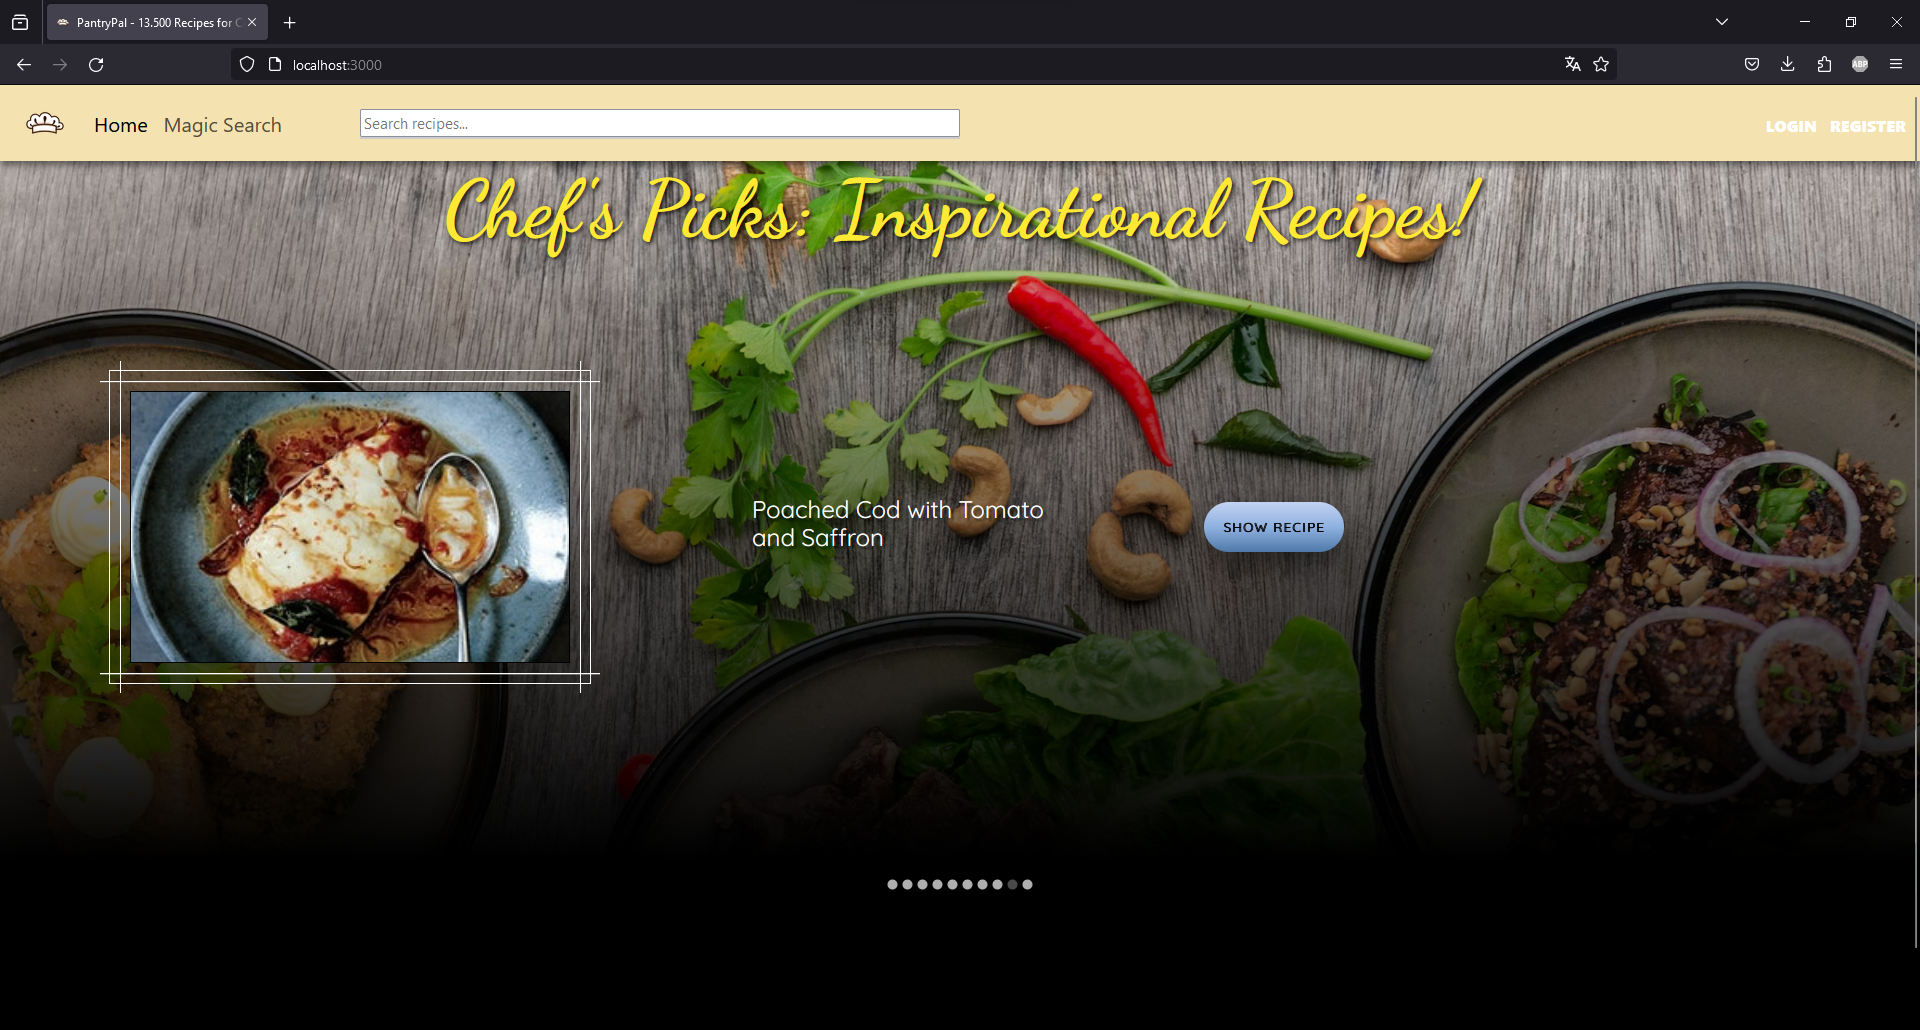 PantryPal - 13.500 Recipes for C
localhost:3000
ABP
Home Magic Search Search recipes... LOGIN REGISTER
Chef's Picks: Inspirational Recipes!
Poached Cod with Tomato
and Saffron
SHOW RECIPE